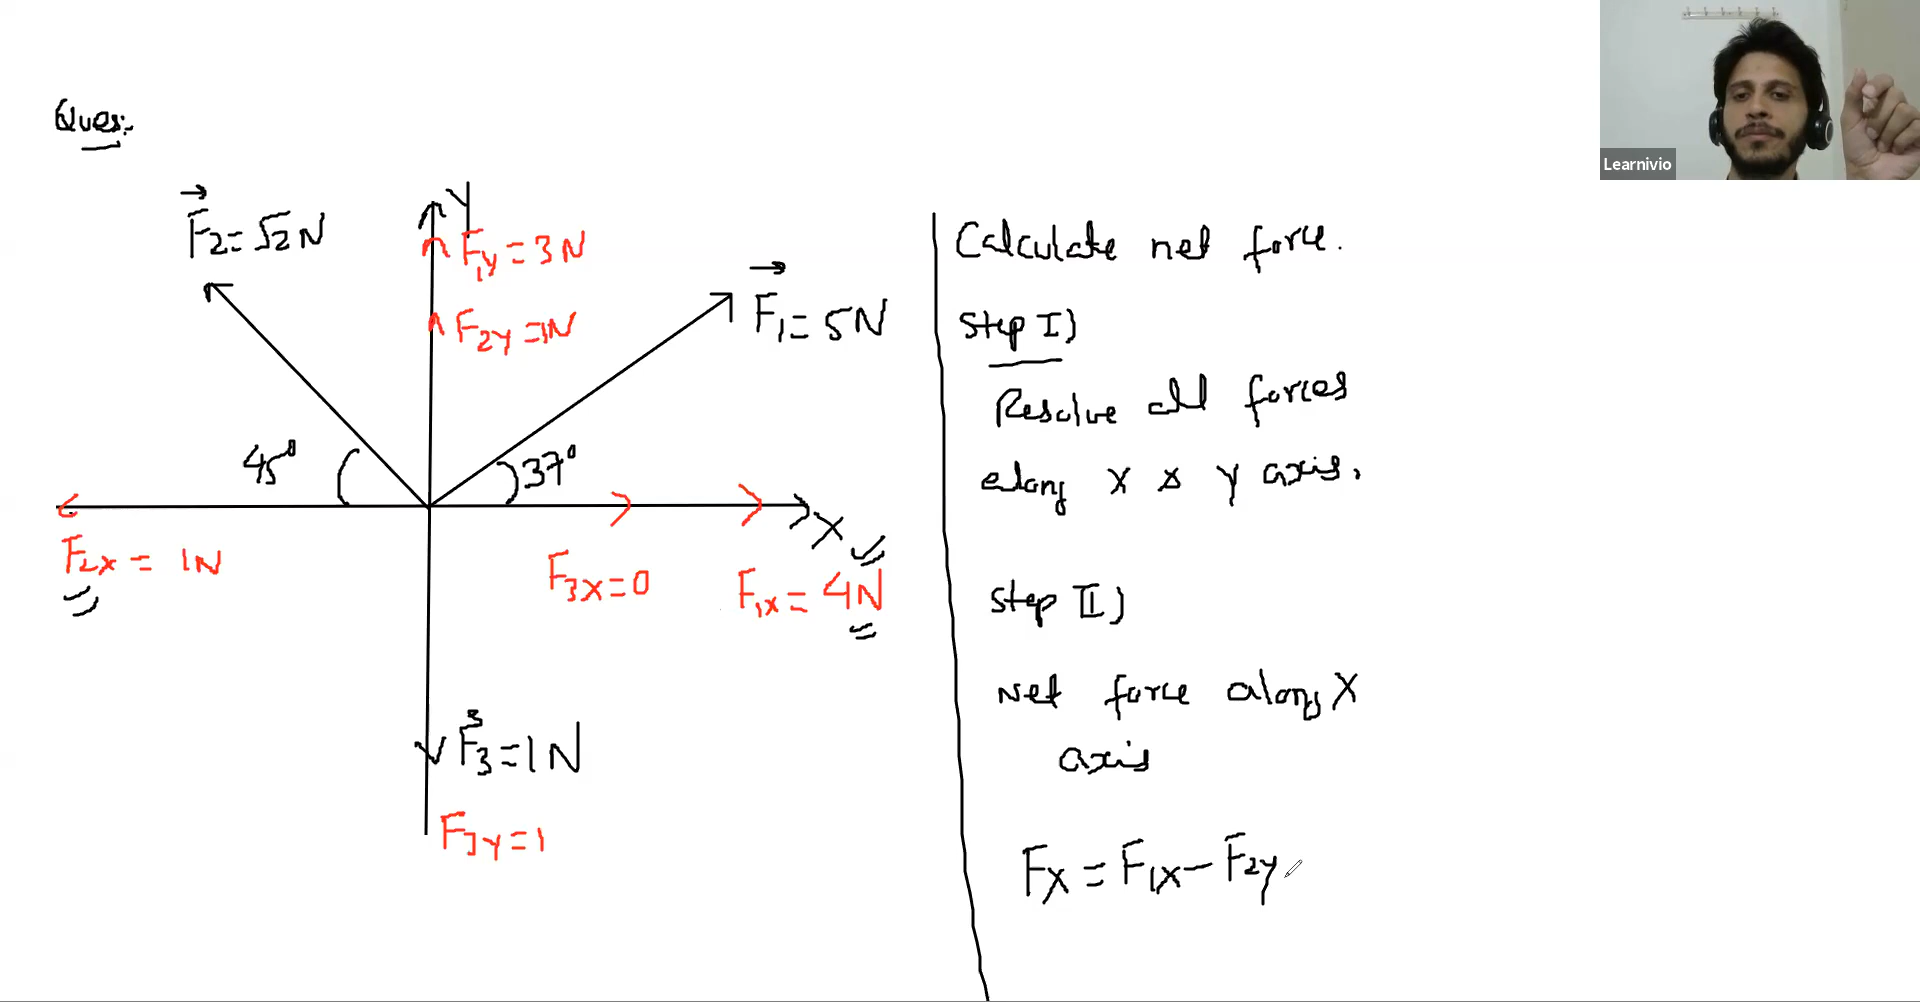 Ques:
Learnivio
F2=√2N
Y
F1y=3N
F2y=1N
F1=5N
45°
37°
X
F2x=1N
F3x=0
F1x=4N
F3=1N
F3y=1
Calculate net force.
Step I)
Resolve all forces
along X & Y axis.
Step II)
Net force along X
axis
Fx=F1x-F2y